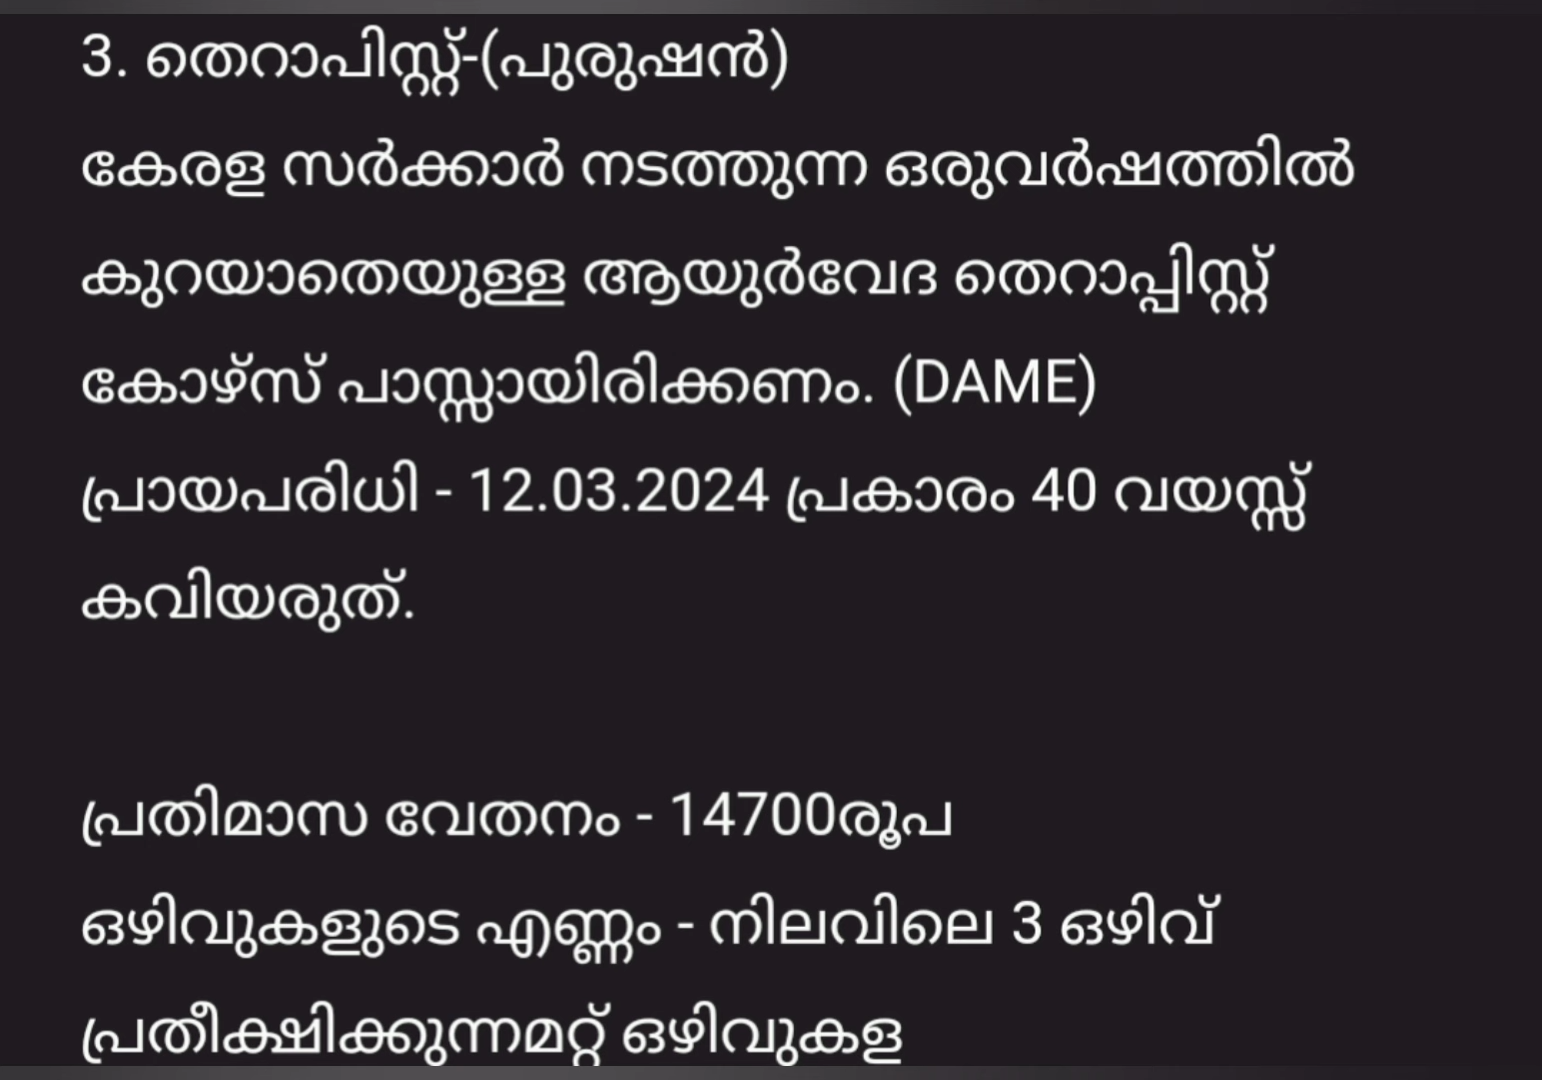 3. തെറാപിസ്റ്റ്-(പുരുഷൻ)
കേരള സർക്കാർ നടത്തുന്ന ഒരുവർഷത്തിൽ
കുറയാതെയുള്ള ആയുർവേദ തെറാപ്പിസ്റ്റ്
കോഴ്സ് പാസ്സായിരിക്കണം. (DAME)
പ്രായപരിധി - 12.03.2024 പ്രകാരം 40 വയസ്സ്
കവിയരുത്.
പ്രതിമാസ വേതനം - 14700രൂപ
ഒഴിവുകളുടെ എണ്ണം - നിലവിലെ 3 ഒഴിവ്
പ്രതീക്ഷിക്കുന്നമറ്റ് ഒഴിവുകള